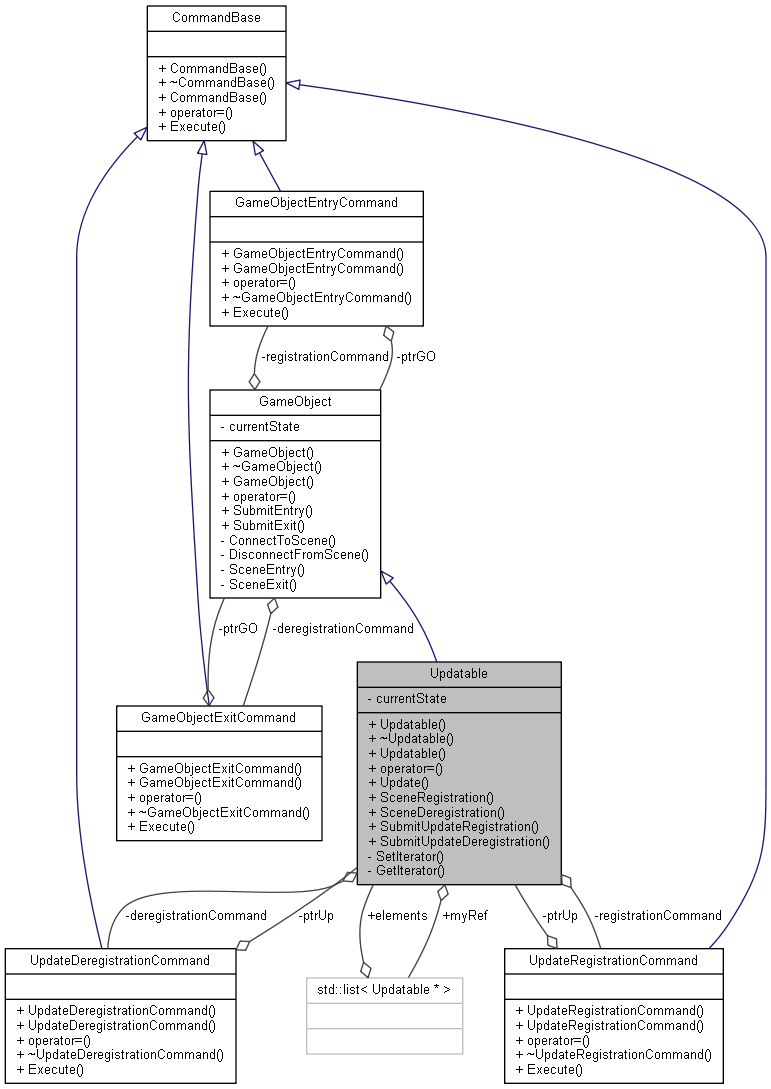 CommandBase
+ CommandBase()
+ ~CommandBase()
+ CommandBase()
+ operator=()
+ Execute()
GameObjectEntryCommand
+ GameObjectEntryCommand()
+ GameObjectEntryCommand()
+ operator=()
+ ~GameObjectEntryCommand()
+ Execute()
-registrationCommand
-ptrGO
GameObject
- currentState
+ GameObject()
+ ~GameObject()
+ GameObject()
+ operator=()
+ SubmitEntry()
+ SubmitExit()
- ConnectToScene()
- DisconnectFromScene()
- SceneEntry()
- SceneExit()
-ptrGO
-deregistrationCommand
GameObjectExitCommand
+ GameObjectExitCommand()
+ GameObjectExitCommand()
+ operator=()
+ ~GameObjectExitCommand()
+ Execute()
Updatable
- currentState
+ Updatable()
+ ~Updatable()
+ Updatable()
+ operator=()
+ Update()
+ SceneRegistration()
+ SceneDeregistration()
+ SubmitUpdateRegistration()
+ SubmitUpdateDeregistration()
- SetIterator()
- GetIterator()
-deregistrationCommand
-ptrUp
+elements
+myRef
-ptrUp
-registrationCommand
UpdateDeregistrationCommand
+ UpdateDeregistrationCommand()
+ UpdateDeregistrationCommand()
+ operator=()
+ ~UpdateDeregistrationCommand()
+ Execute()
std::list< Updatable * >
UpdateRegistrationCommand
+ UpdateRegistrationCommand()
+ UpdateRegistrationCommand()
+ operator=()
+ ~UpdateRegistrationCommand()
+ Execute()